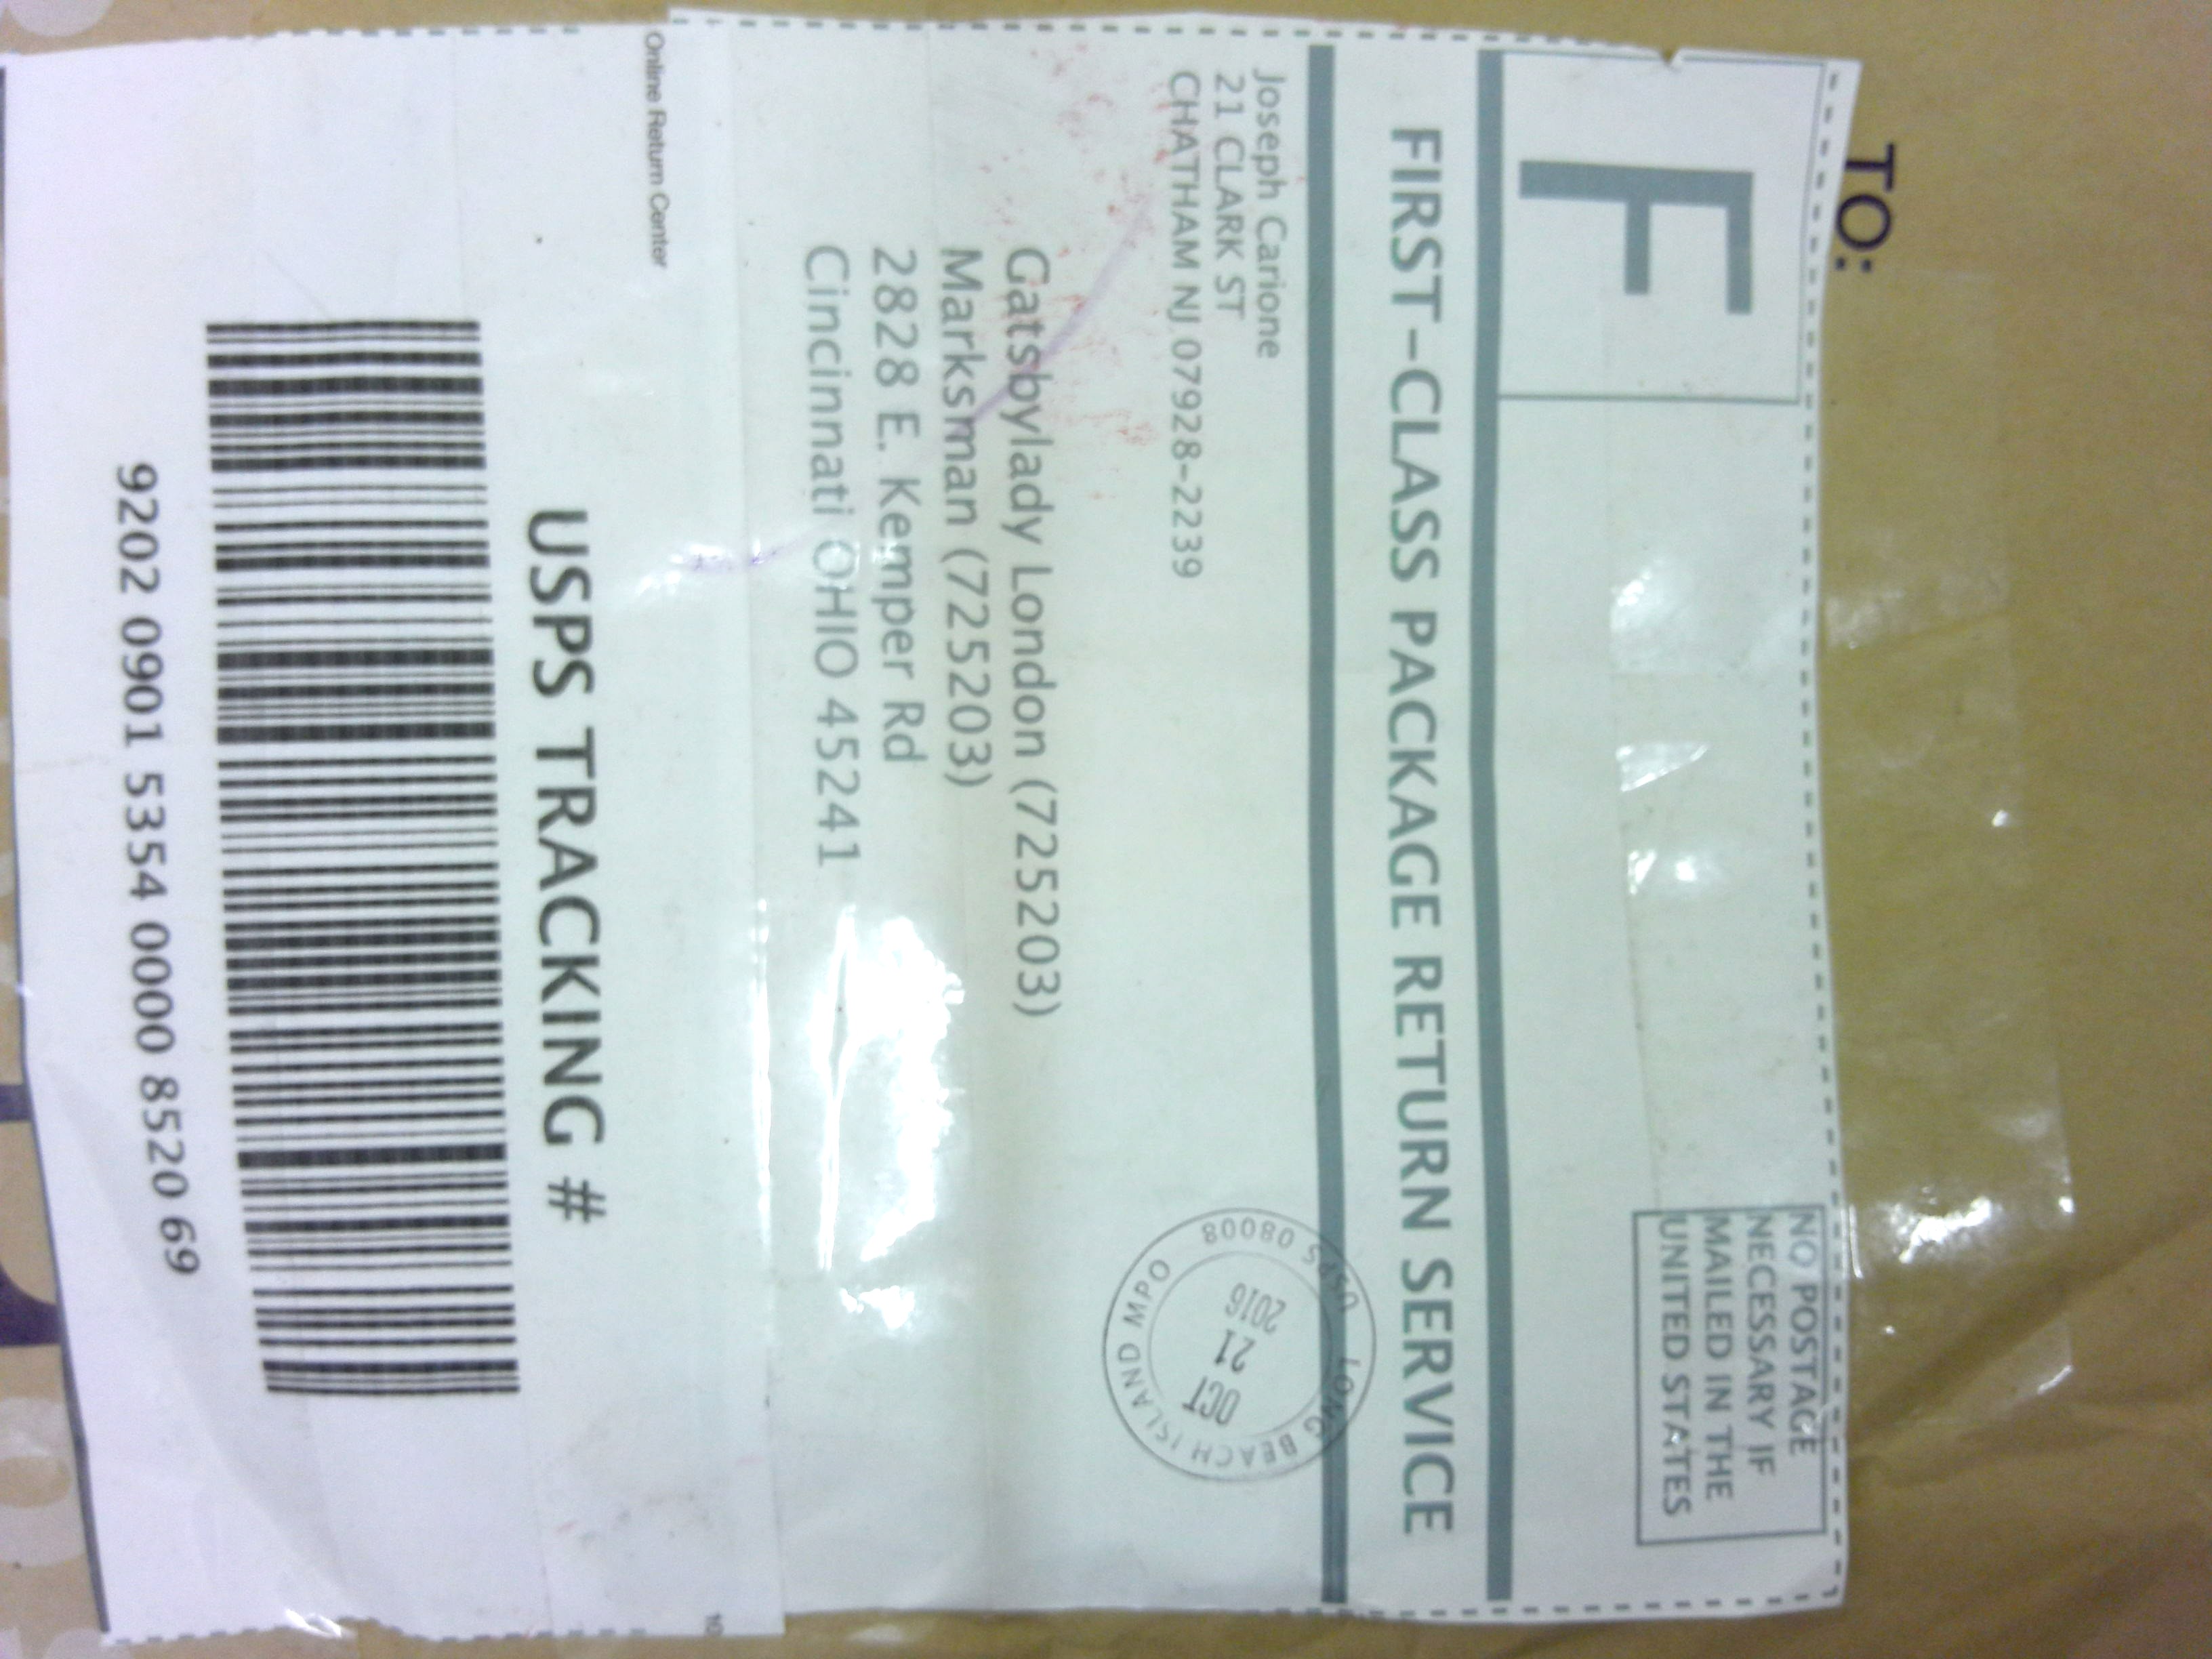 TO:
F
NO POSTAGE
NECESSARY IF
MAILED IN THE
UNITED STATES
FIRST-CLASS PACKAGE RETURN SERVICE
Joseph Carione
21 CLARK ST
CHATHAM NJ 07928-2239
LONG BEACH ISLAND MPO
USPS 08008
OCT
21
2016
Gatsbylady London (7252203)
Marksman (7252203)
2828 E. Kemper Rd
Cincinnati OHIO 45241
Online Return Center
USPS TRACKING #
9202 0901 5354 0000 8520 69